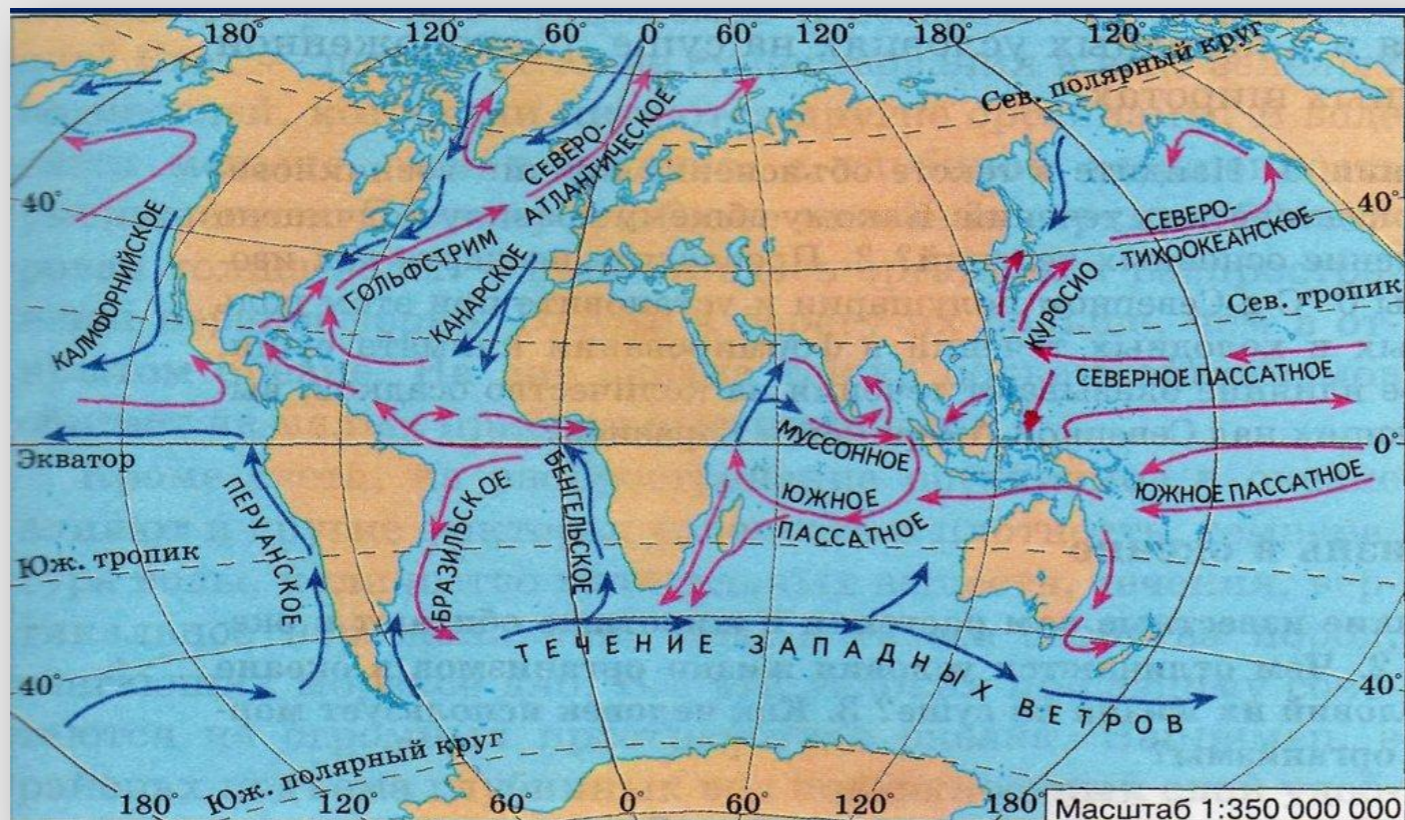 180° 120° 60° 0° 60° 120° 180° 120°
Сев. полярный круг
СЕВЕРО-
АТЛАНТИЧЕСКОЕ
40°
40°
СЕВЕРО-
-ТИХООКЕАНСКОЕ
КАЛИФОРНИЙСКОЕ
ГОЛЬФСТРИМ
КАНАРСКОЕ
КУРОСИО
Сев. тропик
СЕВЕРНОЕ ПАССАТНОЕ
МУССОННОЕ
0°
Экватор
ПЕРУАНСКОЕ
БРАЗИЛЬСКОЕ
БЕНГЕЛЬСКОЕ
ЮЖНОЕ
ПАССАТНОЕ
ЮЖНОЕ ПАССАТНОЕ
Юж. тропик
ТЕЧЕНИЕ ЗАПАДНЫХ ВЕТРОВ
40°
40°
Юж. полярный круг
180° 120° 60° 0° 60° 120° 180°
Масштаб 1:350 000 000